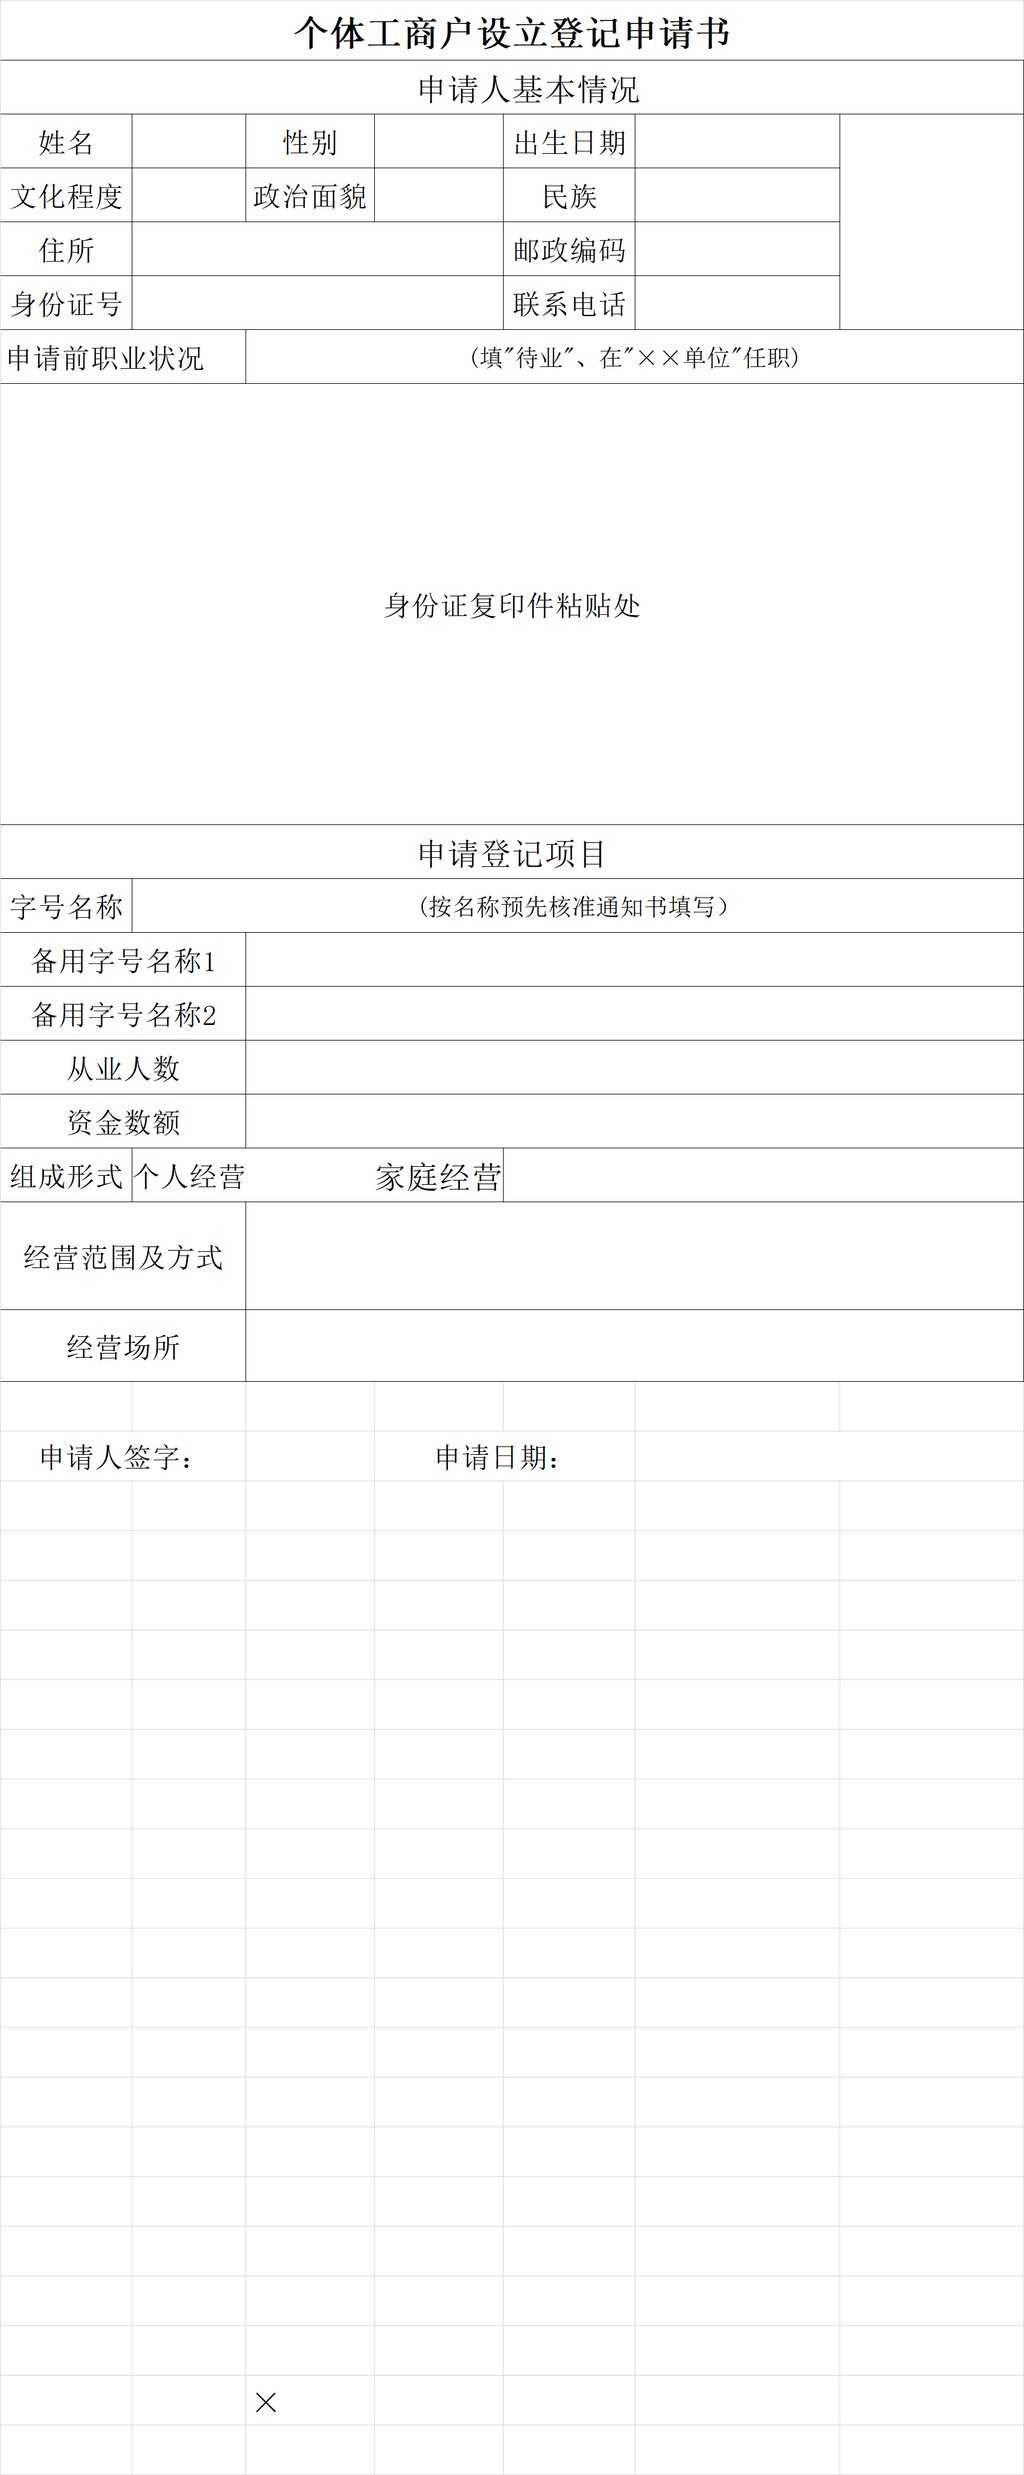 个体工商户设立登记申请书
申请人基本情况
姓名 性别 出生日期
文化程度 政治面貌 民族
住所 邮政编码
身份证号 联系电话
申请前职业状况 (填"待业"、在"××单位"任职)
身份证复印件粘贴处
申请登记项目
字号名称 (按名称预先核准通知书填写）
备用字号名称1
备用字号名称2
从业人数
资金数额
组成形式 个人经营 家庭经营
经营范围及方式
经营场所
申请人签字： 申请日期：
×